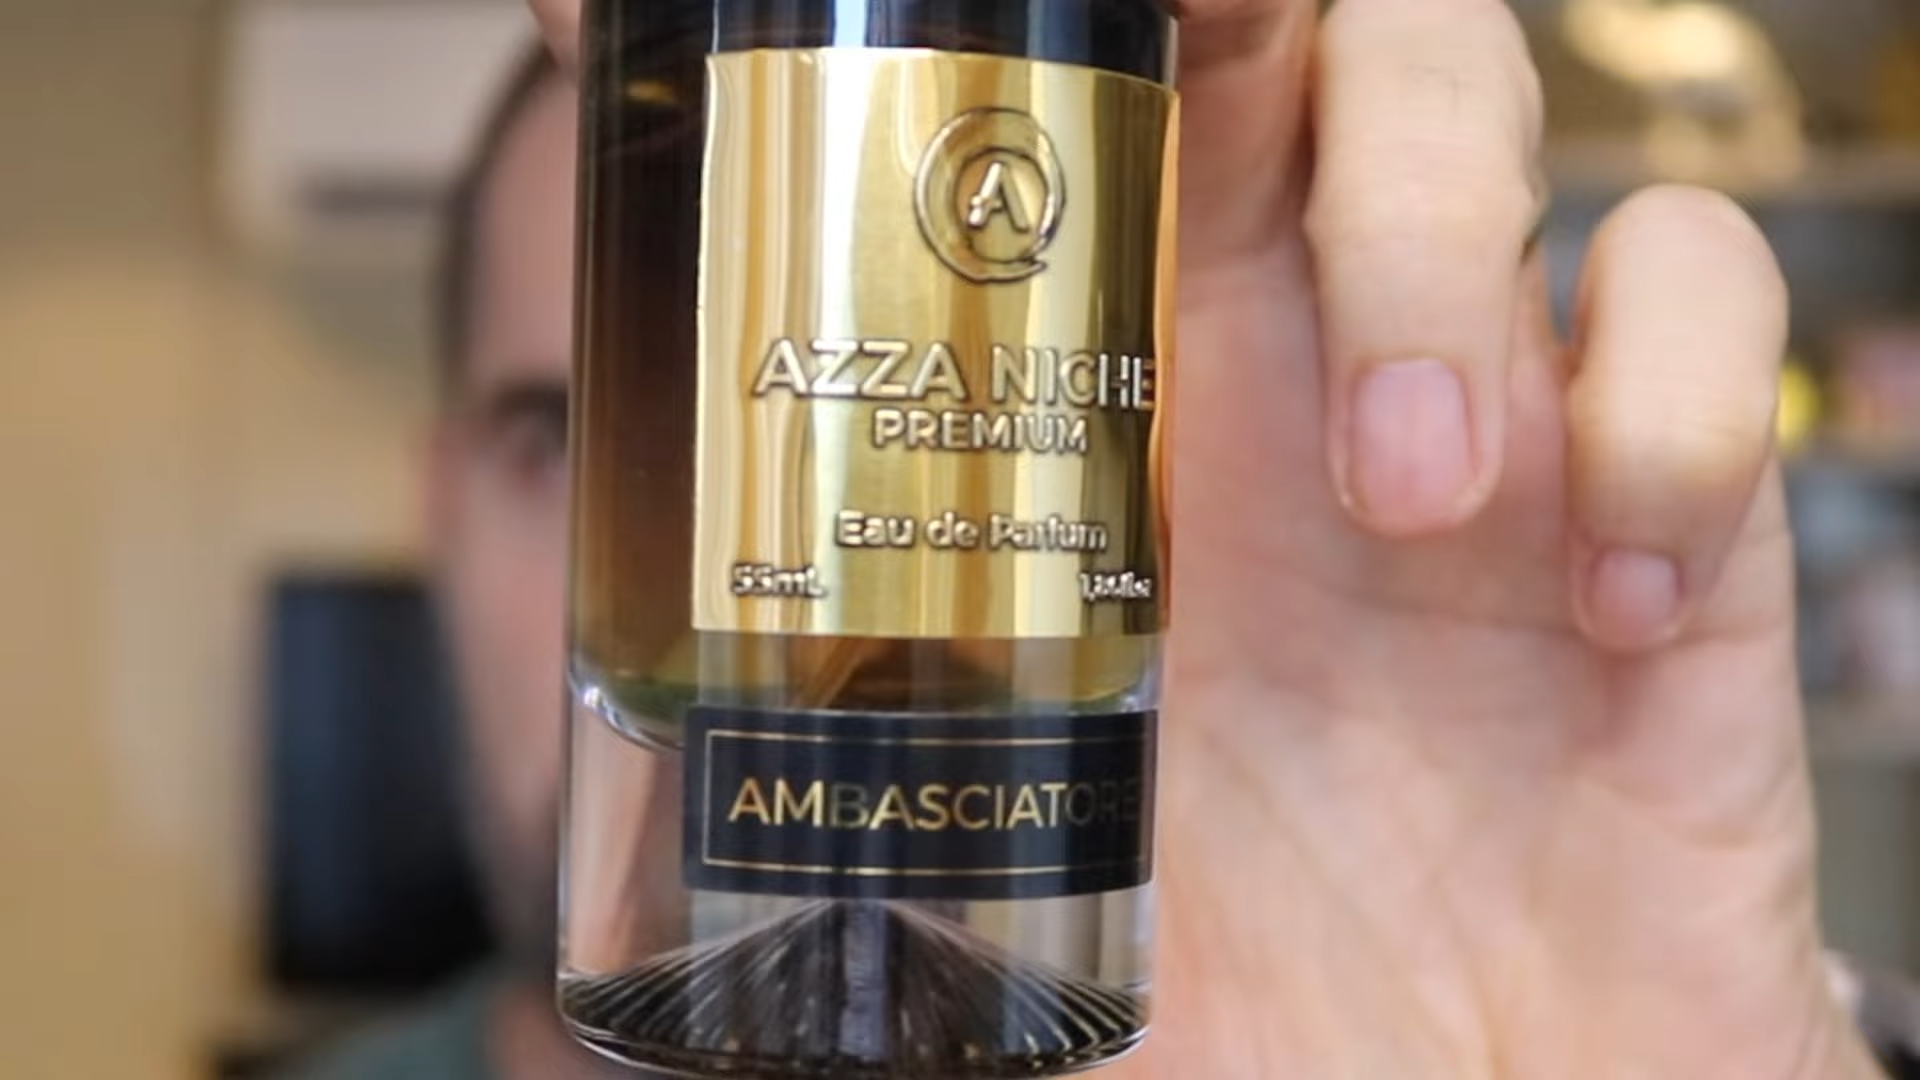 A
AZZA NICHE
PREMIUM
Eau de Parfum
55mL
AMBASCIATORE